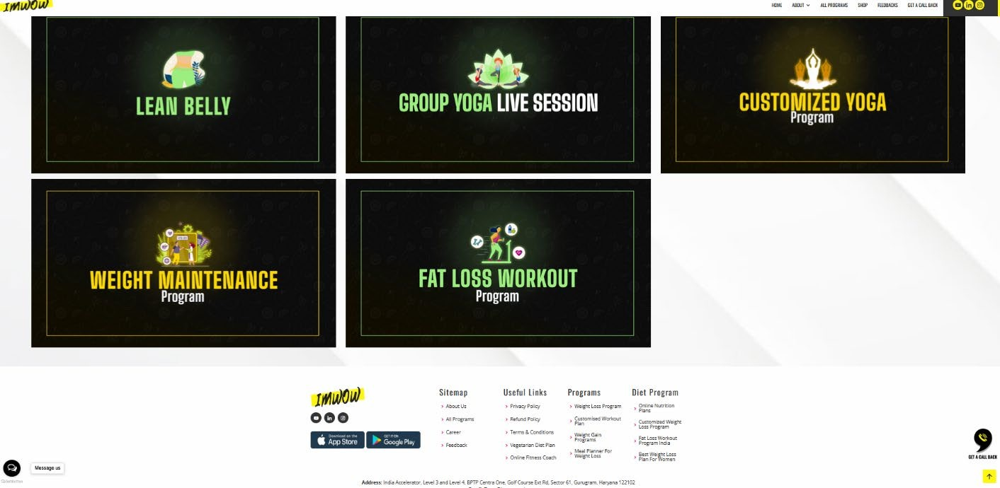 IMWOW
HOME ABOUT ALL PROGRAMS SHOP FEEDBACKS GET A CALL BACK
LEAN BELLY
GROUP YOGA LIVE SESSION
CUSTOMIZED YOGA
Program
WEIGHT MAINTENANCE
Program
FAT LOSS WORKOUT
Program
IMWOW
Download on the
App Store
GET IT ON
Google Play
Sitemap
About Us
All Programs
Career
Feedback
Useful Links
Privacy Policy
Refund Policy
Terms & Conditions
Vegetarian Diet Plan
Online Fitness Coach
Programs
Weight Loss Program
Customised Workout
Plan
Weight Gain
Programs
Meal Planner For
Weight Loss
Diet Program
Online Nutrition
Plans
Customized Weight
Loss Program
Fat Loss Workout
Program India
Best Weight Loss
Plan For Women
GET A CALL BACK
Message us
Address: India Accelerator, Level 3 and Level 4, BPTP Centra One, Golf Course Ext Rd, Sector 61, Gurugram, Haryana 122102